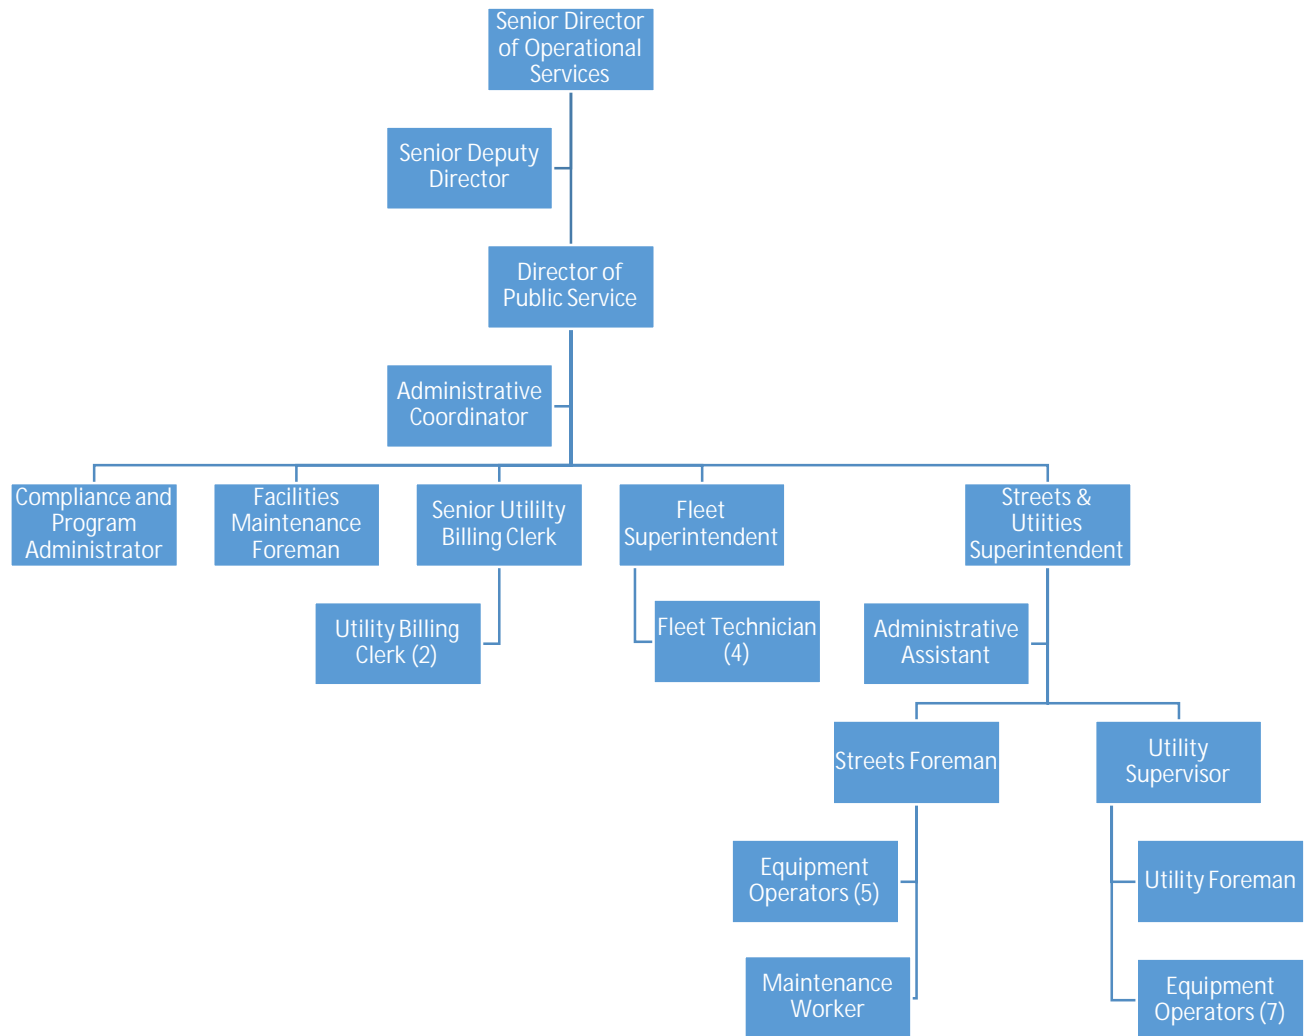 Senior Director
of Operational
Services
Senior Deputy
Director
Director of
Public Service
Administrative
Coordinator
Compliance and
Program
Administrator
Facilities
Maintenance
Foreman
Senior Utililty
Billing Clerk
Fleet
Superintendent
Streets &
Utiities
Superintendent
Utility Billing
Clerk (2)
Fleet Technician
(4)
Administrative
Assistant
Streets Foreman
Utility
Supervisor
Equipment
Operators (5)
Utility Foreman
Maintenance
Worker
Equipment
Operators (7)